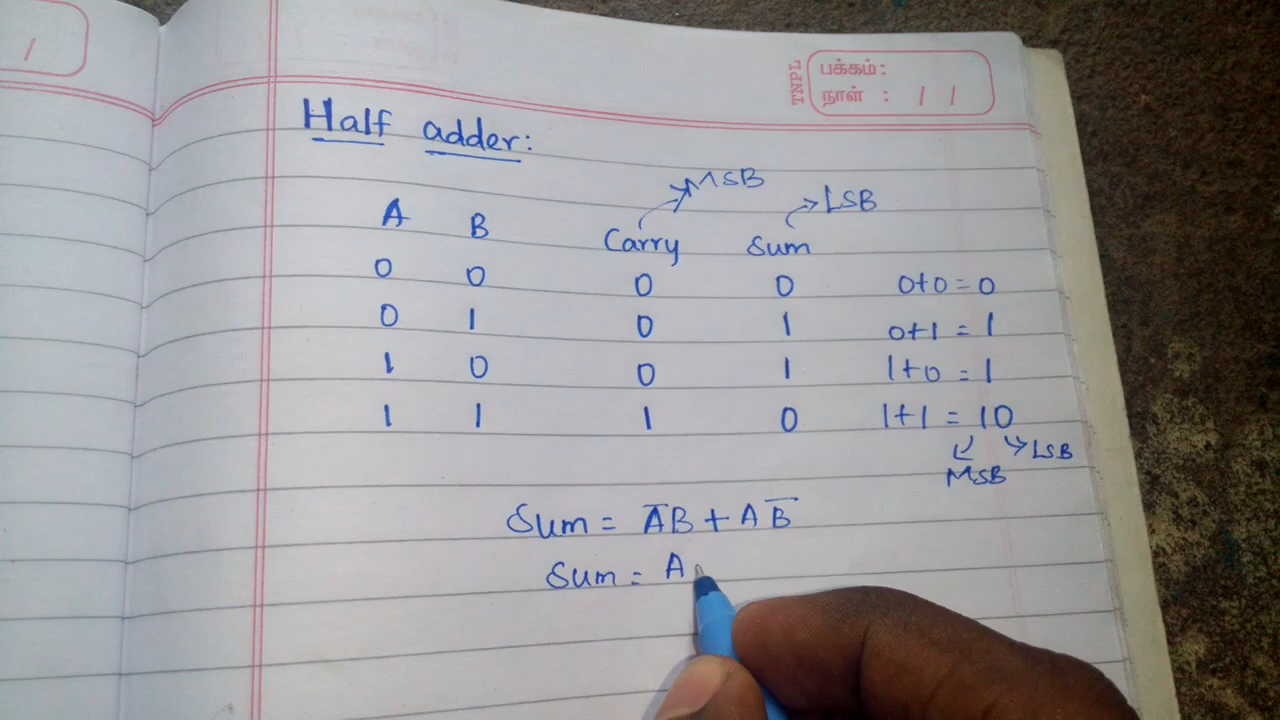 TNPL
பக்கம்:
நாள் : / /
Half adder:
MSB
LSB
A B Carry Sum
0 0 0 0 0+0=0
0 1 0 1 0+1=1
1 0 0 1 1+0=1
1 1 1 0 1+1=10
LSB
MSB
Sum = A̅B + AB̅
Sum = A